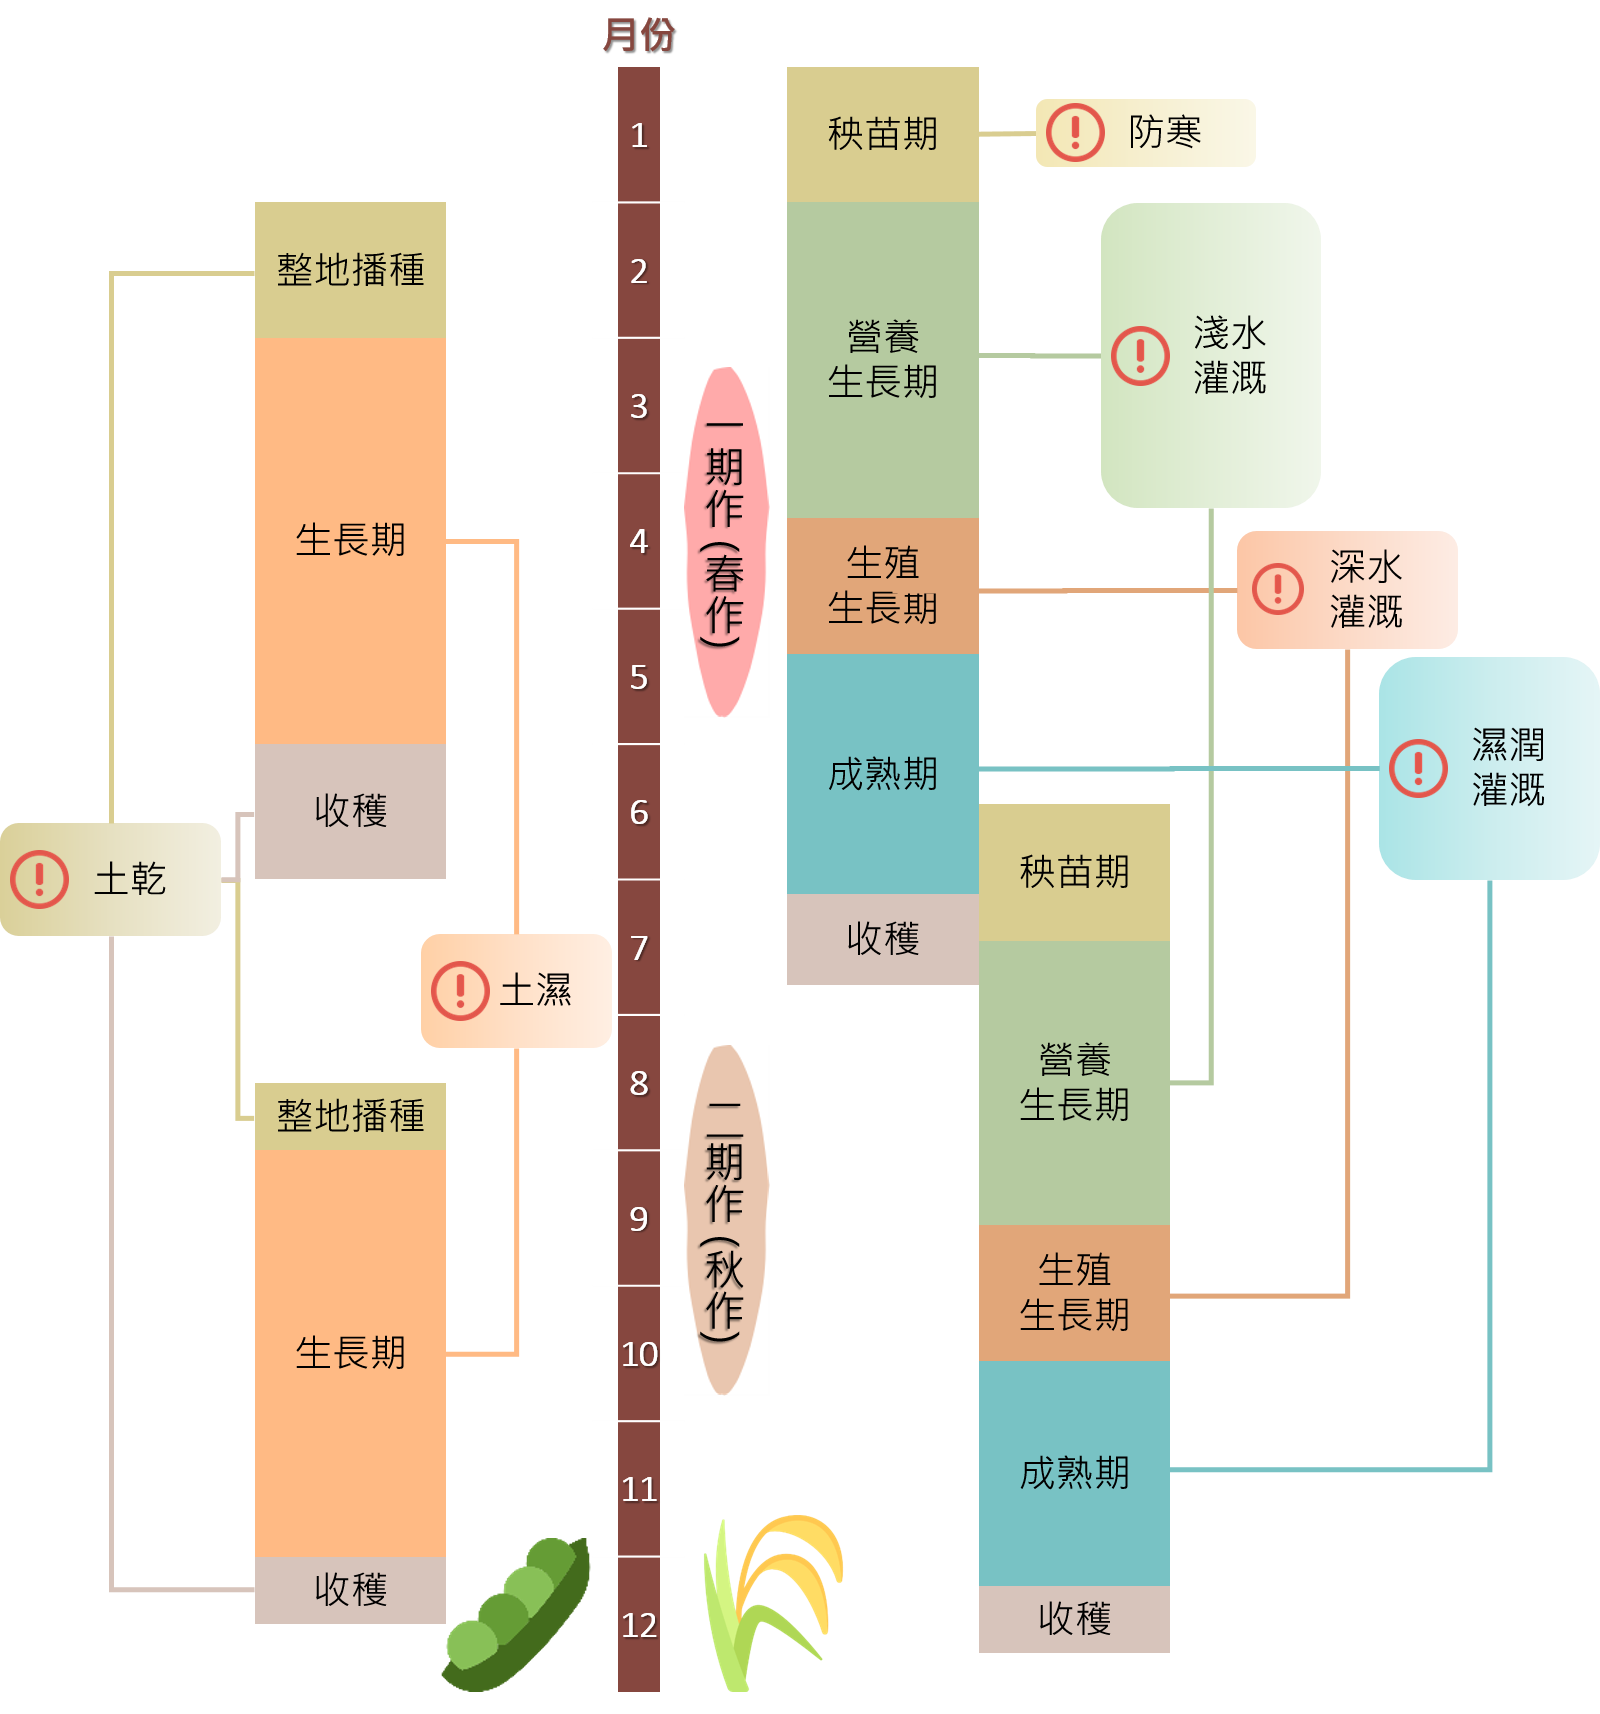 月份
1
2
3
4
5
6
7
8
9
10
11
12
整地播種
生長期
收穫
土乾
土濕
整地播種
生長期
收穫
一期作(春作)
二期作(秋作)
秧苗期
防寒
營養
生長期
淺水
灌溉
生殖
生長期
深水
灌溉
成熟期
濕潤
灌溉
收穫
秧苗期
營養
生長期
生殖
生長期
成熟期
收穫